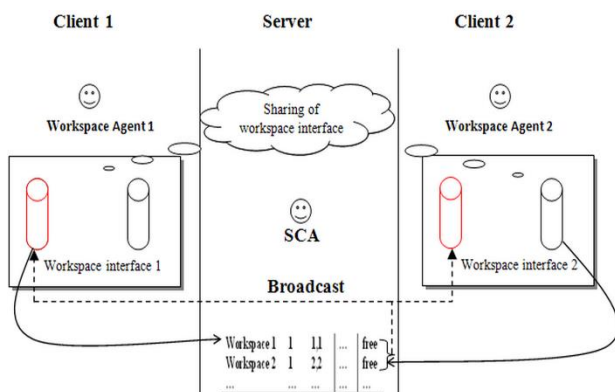 Client 1 Server Client 2
Sharing of
workspace interface
Workspace Agent 1 Workspace Agent 2
SCA
Workspace interface 1 Workspace interface 2
Broadcast
Workspace 1 1 1,1 ... free
Workspace 2 1 2,2 ... free
... ... ... ... ...